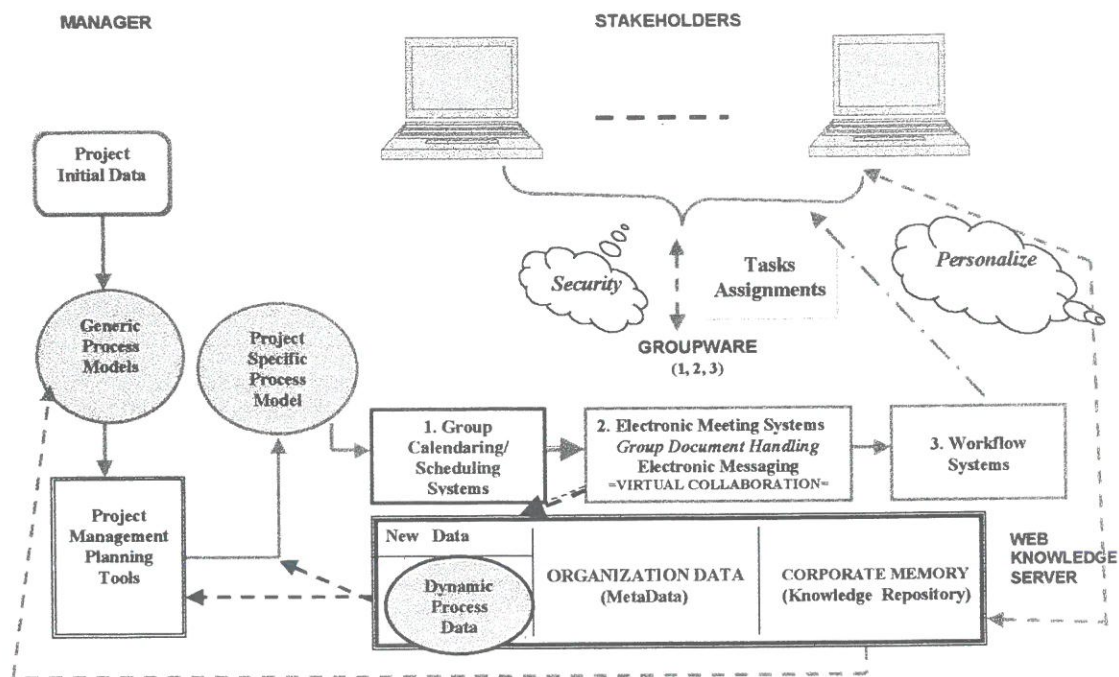 MANAGER
STAKEHOLDERS
Project
Initial Data
Security
Tasks
Assignments
Personalize
Generic
Process
Models
Project
Specific
Process
Model
GROUPWARE
(1, 2, 3)
1. Group
Calendaring/
Scheduling
Systems
2. Electronic Meeting Systems
Group Document Handling
Electronic Messaging
=VIRTUAL COLLABORATION=
3. Workflow
Systems
Project
Management
Planning
Tools
New Data
Dynamic
Process
Data
ORGANIZATION DATA
(MetaData)
CORPORATE MEMORY
(Knowledge Repository)
WEB
KNOWLEDGE
SERVER